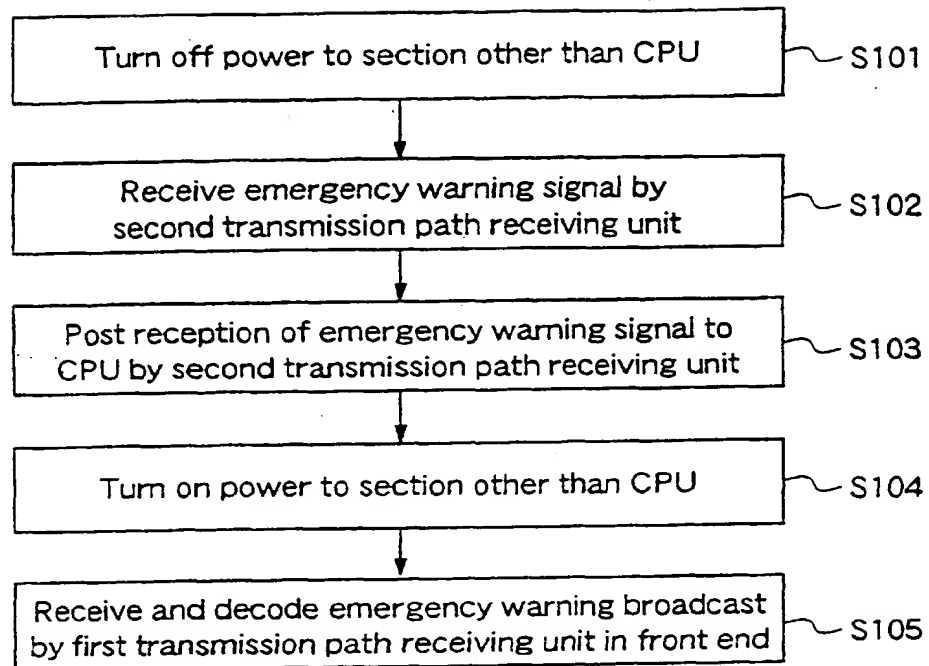 Turn off power to section other than CPU
S101
Receive emergency warning signal by
second transmission path receiving unit
S102
Post reception of emergency warning signal to
CPU by second transmission path receiving unit
S103
Turn on power to section other than CPU
S104
Receive and decode emergency warning broadcast
by first transmission path receiving unit in front end
S105